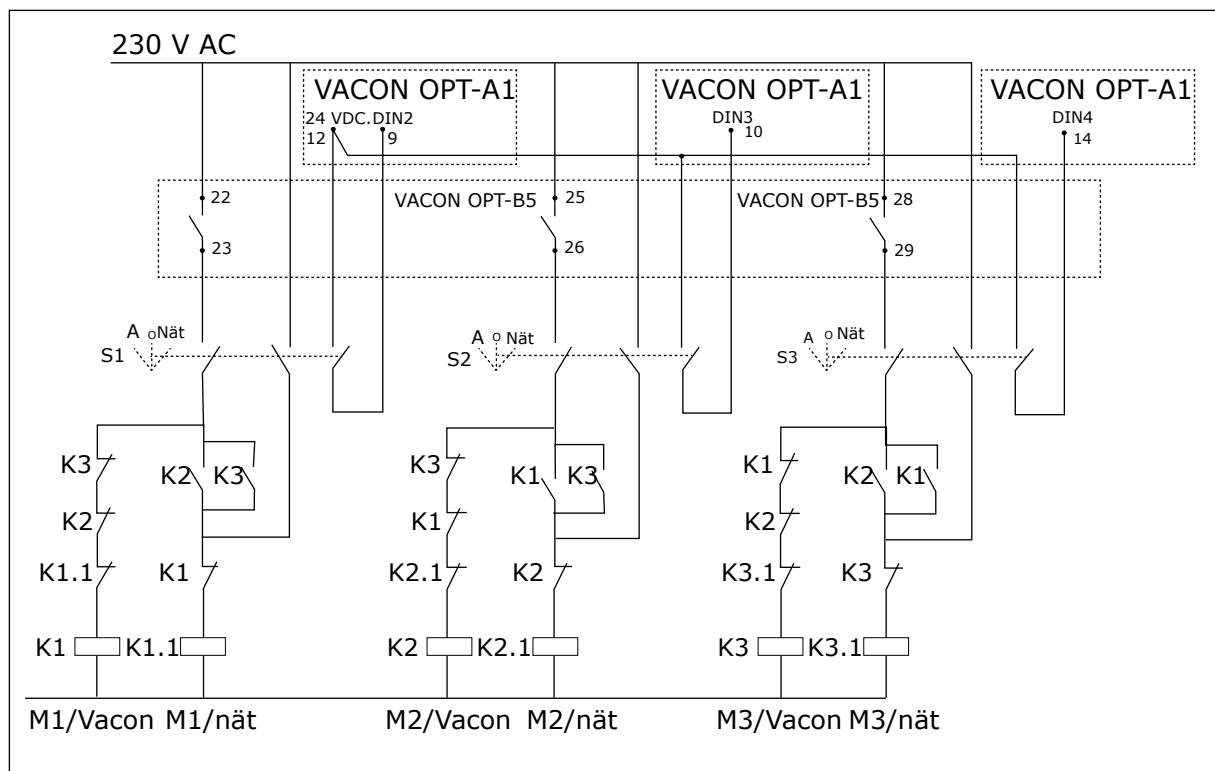 230 V AC
VACON OPT-A1
VACON OPT-A1
VACON OPT-A1
24 VDC. DIN2
DIN3
DIN4
12
9
10
14
22
VACON OPT-B5
25
VACON OPT-B5
28
23
26
29
A O Nät
A O Nät
A O Nät
S1
S2
S3
K3
K2
K3
K3
K1
K3
K1
K2
K1
K2
K1
K2
K1.1
K1
K2.1
K2
K3.1
K3
K1
K1.1
K2
K2.1
K3
K3.1
M1/Vacon
M1/nät
M2/Vacon
M2/nät
M3/Vacon
M3/nät